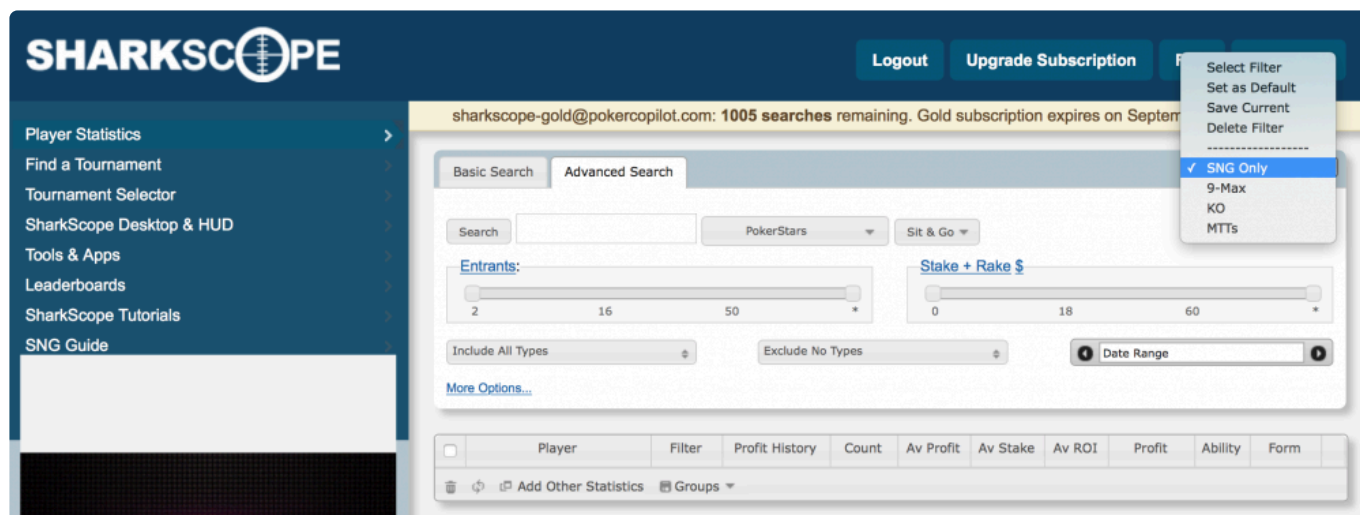 SHARKSCOPE
Logout
Upgrade Subscription
Select Filter
Set as Default
Save Current
Delete Filter
------------------
✓ SNG Only
9-Max
KO
MTTs
sharkscope-gold@pokercopilot.com: 1005 searches remaining. Gold subscription expires on Septem
Player Statistics
Find a Tournament
Tournament Selector
SharkScope Desktop & HUD
Tools & Apps
Leaderboards
SharkScope Tutorials
SNG Guide
Basic Search
Advanced Search
Search
PokerStars
Sit & Go
Entrants:
2 16 50 *
Stake + Rake $
0 18 60 *
Include All Types
Exclude No Types
Date Range
More Options...
Player Filter Profit History Count Av Profit Av Stake Av ROI Profit Ability Form
Add Other Statistics Groups